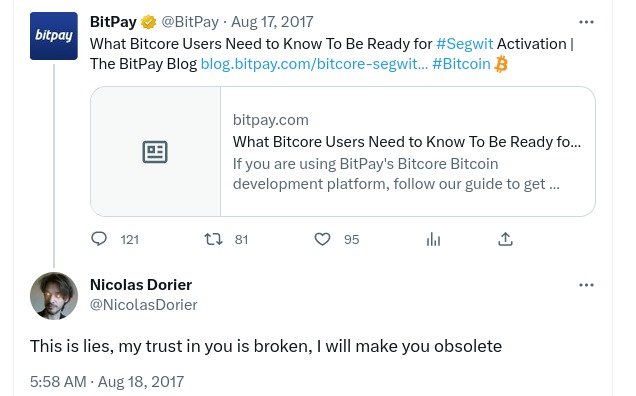 bitpay
BitPay @BitPay · Aug 17, 2017
What Bitcore Users Need to Know To Be Ready for #Segwit Activation |
The BitPay Blog blog.bitpay.com/bitcore-segwit... #Bitcoin ₿
bitpay.com
What Bitcore Users Need to Know To Be Ready fo...
If you are using BitPay's Bitcore Bitcoin
development platform, follow our guide to get ...
121 81 95
Nicolas Dorier
@NicolasDorier
This is lies, my trust in you is broken, I will make you obsolete
5:58 AM · Aug 18, 2017